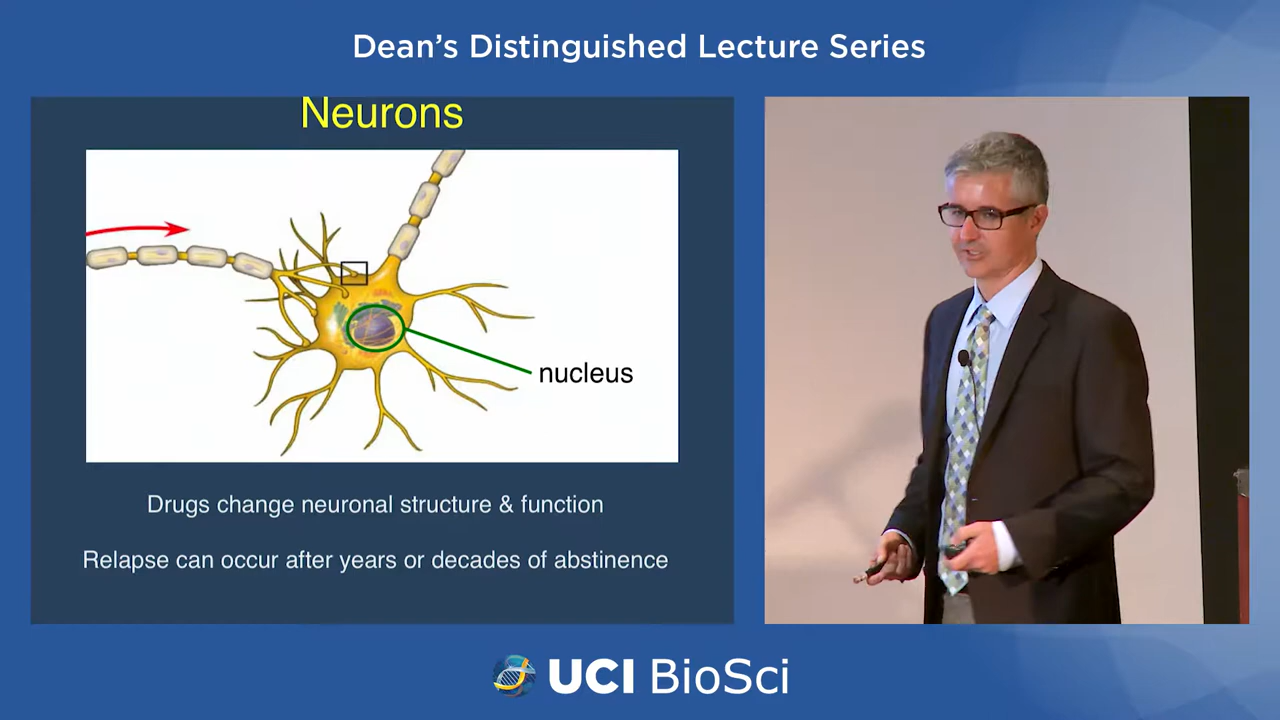 Dean’s Distinguished Lecture Series
Neurons
nucleus
Drugs change neuronal structure & function
Relapse can occur after years or decades of abstinence
UCI BioSci